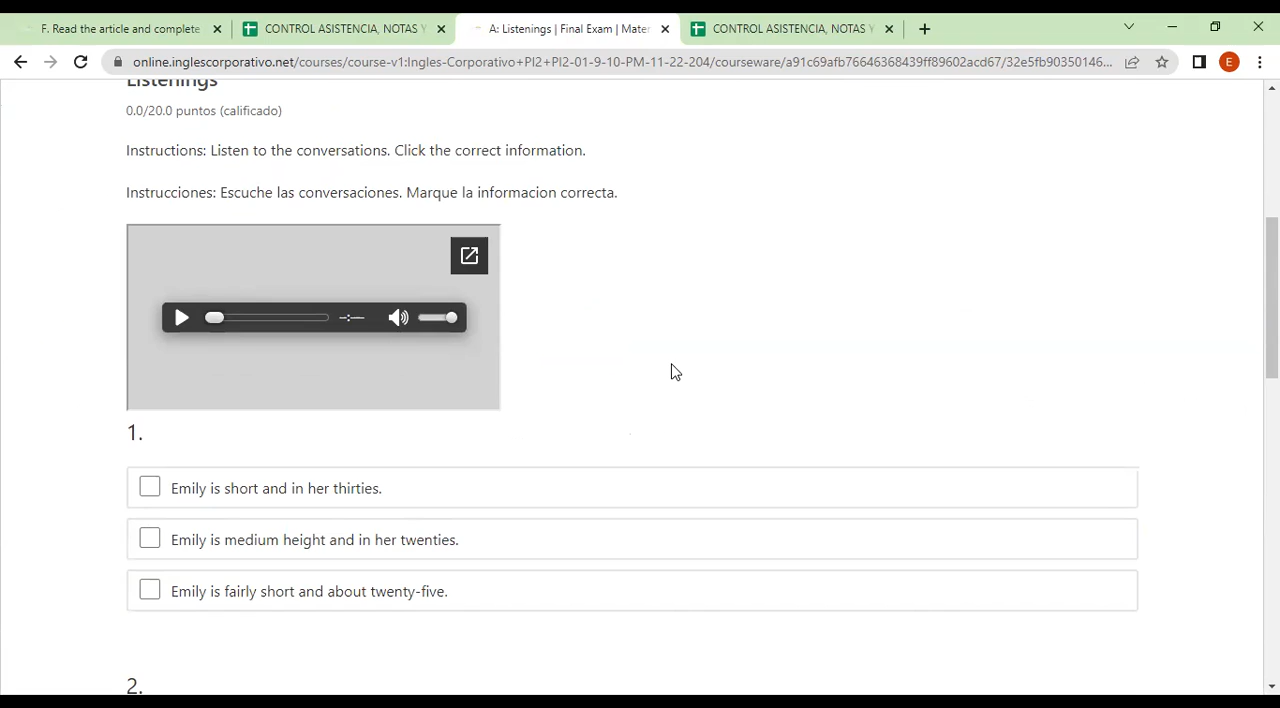 F. Read the article and complete
CONTROL ASISTENCIA, NOTAS Y
A: Listenings | Final Exam | Mater
CONTROL ASISTENCIA, NOTAS Y
online.inglescorporativo.net/courses/course-v1:Ingles-Corporativo+PI2+PI2-01-9-10-PM-11-22-204/courseware/a91c69afb76646368439ff89602acd67/32e5fb90350146...
E
Listenings
0.0/20.0 puntos (calificado)
Instructions: Listen to the conversations. Click the correct information.
Instrucciones: Escuche las conversaciones. Marque la informacion correcta.
--:--
1.
Emily is short and in her thirties.
Emily is medium height and in her twenties.
Emily is fairly short and about twenty-five.
2.